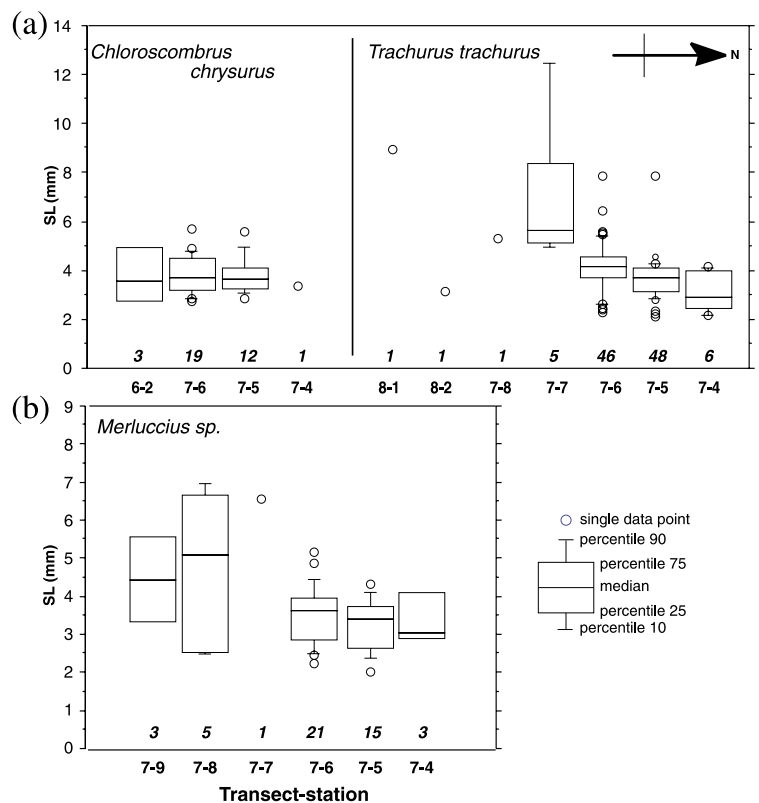 (a)
14
12
10
8
6
4
2
0
SL (mm)
Chloroscombrus
chrysurus
Trachurus trachurus
N
3 19 12 1 1 1 1 5 46 48 6
6-2 7-6 7-5 7-4 8-1 8-2 7-8 7-7 7-6 7-5 7-4
(b)
9
8
7
6
5
4
3
2
1
0
SL (mm)
Merluccius sp.
3 5 1 21 15 3
7-9 7-8 7-7 7-6 7-5 7-4
Transect-station
single data point
percentile 90
percentile 75
median
percentile 25
percentile 10